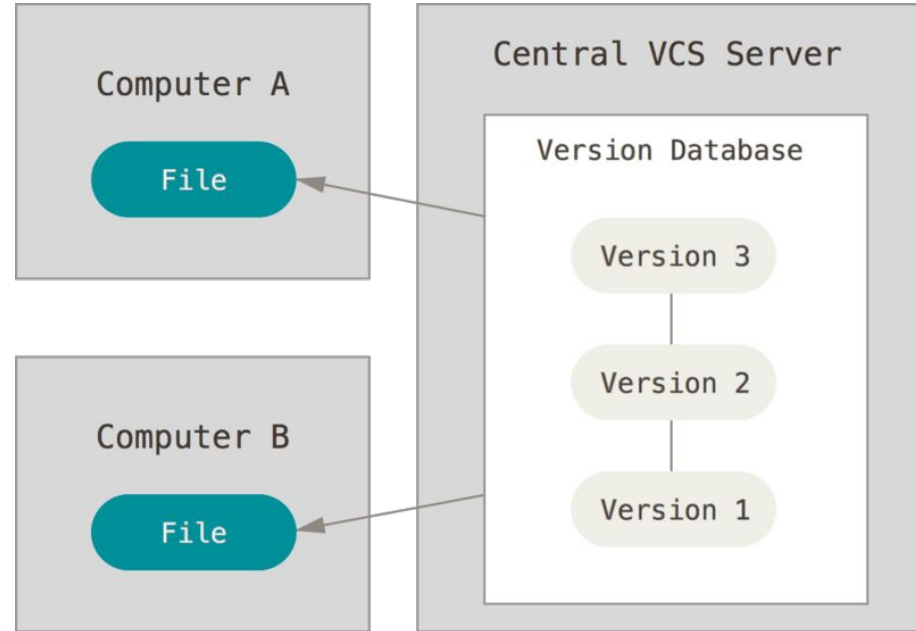 Computer A
File
Computer B
File
Central VCS Server
Version Database
Version 3
Version 2
Version 1